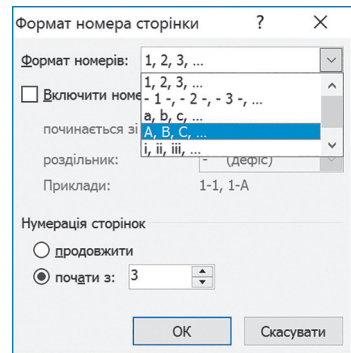 Формат номера сторінки ? ×
Формат номерів: 1, 2, 3, ...
1, 2, 3, ...
Включити номе - 1 -, - 2 -, - 3 -, ...
a, b, c, ...
починається зі A, B, C, ...
i, ii, iii, ...
роздільник: - (дефіс)
Приклади: 1-1, 1-A
Нумерація сторінок
продовжити
почати з: 3
ОК Скасувати